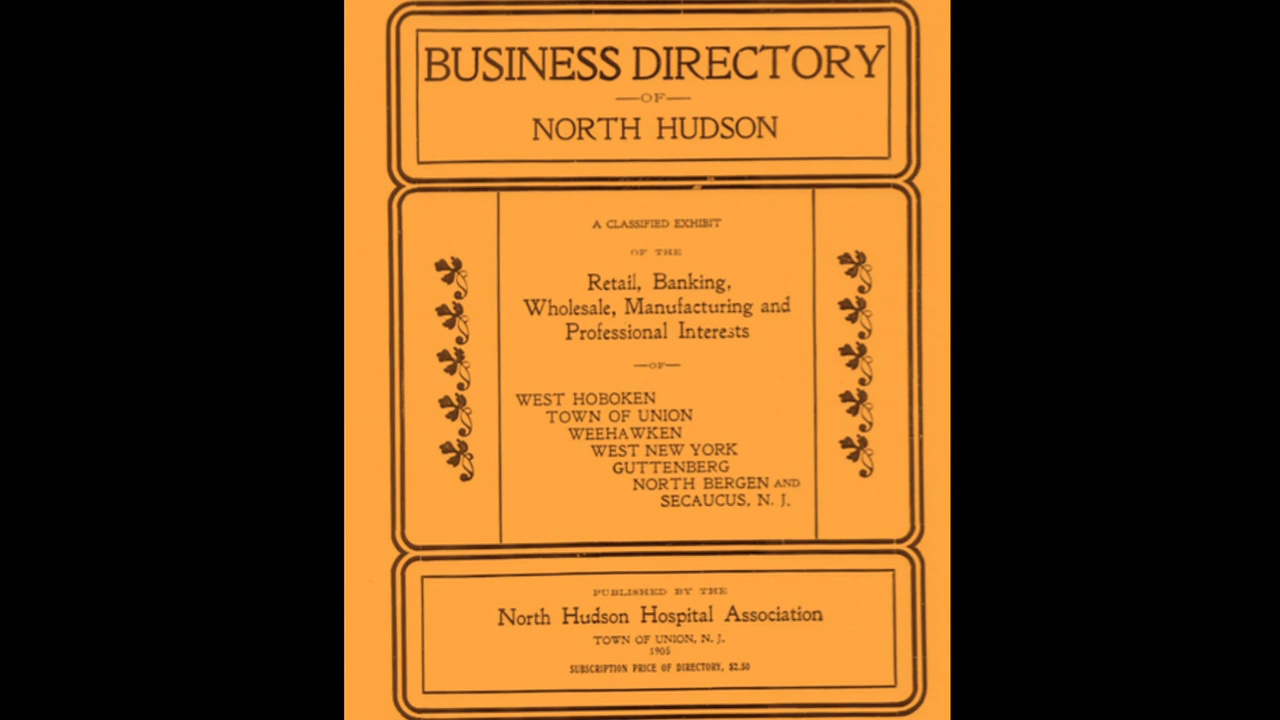 BUSINESS DIRECTORY
—OF—
NORTH HUDSON
A CLASSIFIED EXHIBIT
OF THE
Retail, Banking,
Wholesale, Manufacturing and
Professional Interests
—OF—
WEST HOBOKEN
TOWN OF UNION
WEEHAWKEN
WEST NEW YORK
GUTTENBERG
NORTH BERGEN AND
SECAUCUS, N. J.
PUBLISHED BY THE
North Hudson Hospital Association
TOWN OF UNION, N. J.
1905
SUBSCRIPTION PRICE OF DIRECTORY, $2.50